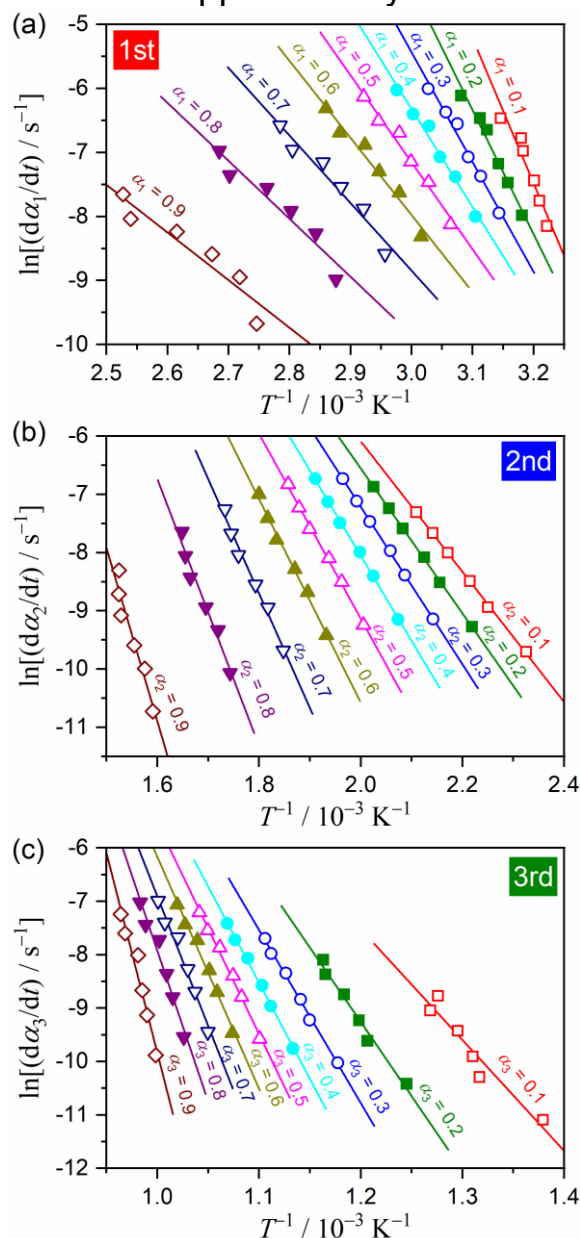 (a)
1st
α₁ = 0.1
α₁ = 0.2
α₁ = 0.3
α₁ = 0.4
α₁ = 0.5
α₁ = 0.6
α₁ = 0.7
α₁ = 0.8
α₁ = 0.9
ln[(dα₁/dt) / s⁻¹]
-5
-6
-7
-8
-9
-10
2.5 2.6 2.7 2.8 2.9 3.0 3.1 3.2
T⁻¹ / 10⁻³ K⁻¹
(b)
2nd
α₂ = 0.9
α₂ = 0.8
α₂ = 0.7
α₂ = 0.6
α₂ = 0.5
α₂ = 0.4
α₂ = 0.3
α₂ = 0.2
α₂ = 0.1
ln[(dα₂/dt) / s⁻¹]
-6
-7
-8
-9
-10
-11
1.6 1.8 2.0 2.2 2.4
T⁻¹ / 10⁻³ K⁻¹
(c)
3rd
α₃ = 0.9
α₃ = 0.8
α₃ = 0.7
α₃ = 0.6
α₃ = 0.5
α₃ = 0.4
α₃ = 0.3
α₃ = 0.2
α₃ = 0.1
ln[(dα₃/dt) / s⁻¹]
-6
-7
-8
-9
-10
-11
-12
1.0 1.1 1.2 1.3 1.4
T⁻¹ / 10⁻³ K⁻¹